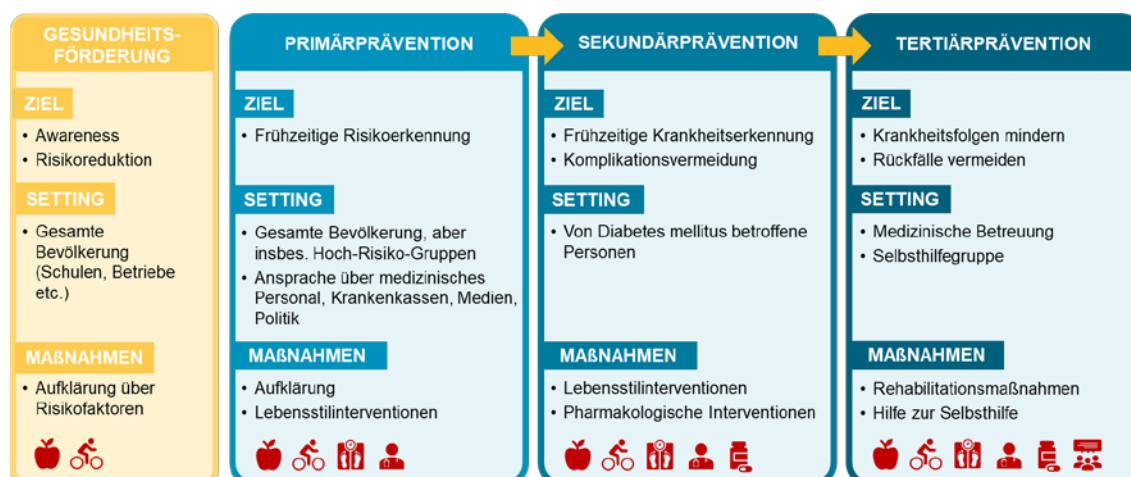 GESUNDHEITS-
FÖRDERUNG
ZIEL
• Awareness
• Risikoreduktion
SETTING
• Gesamte
Bevölkerung
(Schulen, Betriebe
etc.)
MAßNAHMEN
• Aufklärung über
Risikofaktoren
PRIMÄRPRÄVENTION
ZIEL
• Frühzeitige Risikoerkennung
SETTING
• Gesamte Bevölkerung, aber
insbes. Hoch-Risiko-Gruppen
• Ansprache über medizinisches
Personal, Krankenkassen, Medien,
Politik
MAßNAHMEN
• Aufklärung
• Lebensstilinterventionen
SEKUNDÄRPRÄVENTION
ZIEL
• Frühzeitige Krankheitserkennung
• Komplikationsvermeidung
SETTING
• Von Diabetes mellitus betroffene
Personen
MAßNAHMEN
• Lebensstilinterventionen
• Pharmakologische Interventionen
TERTIÄRPRÄVENTION
ZIEL
• Krankheitsfolgen mindern
• Rückfälle vermeiden
SETTING
• Medizinische Betreuung
• Selbsthilfegruppe
MAßNAHMEN
• Rehabilitationsmaßnahmen
• Hilfe zur Selbsthilfe